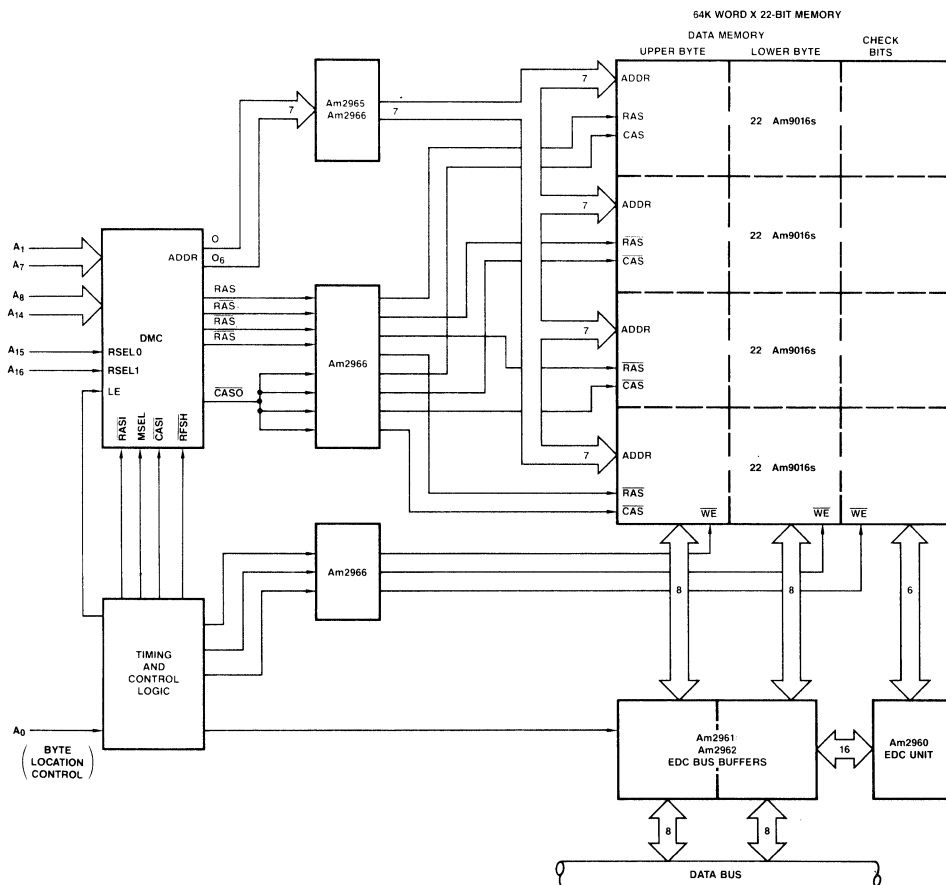 64K WORD X 22-BIT MEMORY
DATA MEMORY
UPPER BYTE
LOWER BYTE
CHECK
BITS
Am2965
Am2966
7
7
7
ADDR
RAS
CAS
22 Am9016s
7
ADDR
RAS
CAS
22 Am9016s
7
ADDR
RAS
CAS
22 Am9016s
7
ADDR
RAS
CAS
22 Am9016s
WE
WE
WE
A1
A7
A8
A14
A15
A16
ADDR
DMC
RSEL0
RSEL1
LE
RASI
MSEL
CASI
RFSH
O
O6
RAS
RAS
RAS
RAS
CASO
Am2966
Am2966
TIMING
AND
CONTROL
LOGIC
A0
(BYTE
LOCATION
CONTROL)
8
8
6
Am2961
Am2962
EDC BUS BUFFERS
16
Am2960
EDC UNIT
8
8
DATA BUS